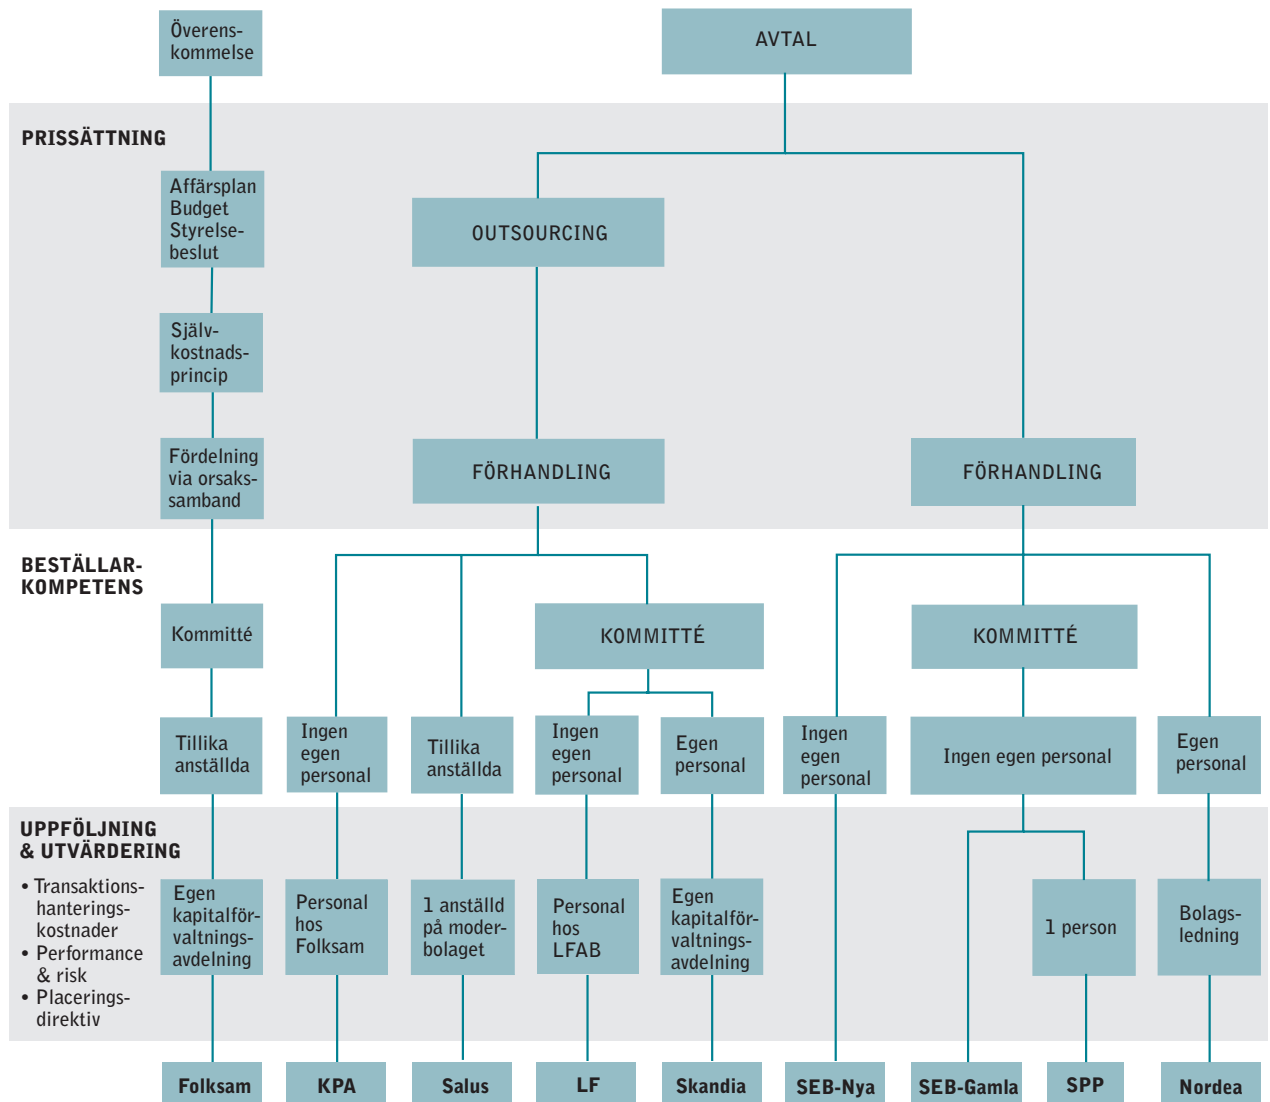 Överens-
kommelse
AVTAL
PRISSÄTTNING
Affärsplan
Budget
Styrelse-
beslut
OUTSOURCING
Själv-
kostnads-
princip
Fördelning
via orsaks-
samband
FÖRHANDLING
FÖRHANDLING
BESTÄLLAR-
KOMPETENS
Kommitté
KOMMITTÉ
KOMMITTÉ
Tillika
anställda
Ingen
egen
personal
Tillika
anställda
Ingen
egen
personal
Egen
personal
Ingen
egen
personal
Ingen egen personal
Egen
personal
UPPFÖLJNING
& UTVÄRDERING
• Transaktions-
hanterings-
kostnader
• Performance
& risk
• Placerings-
direktiv
Egen
kapitalför-
valtnings-
avdelning
Personal
hos
Folksam
1 anställd
på moder-
bolaget
Personal
hos
LFAB
Egen
kapitalför-
valtnings-
avdelning
1 person
Bolags-
ledning
Folksam
KPA
Salus
LF
Skandia
SEB-Nya
SEB-Gamla
SPP
Nordea